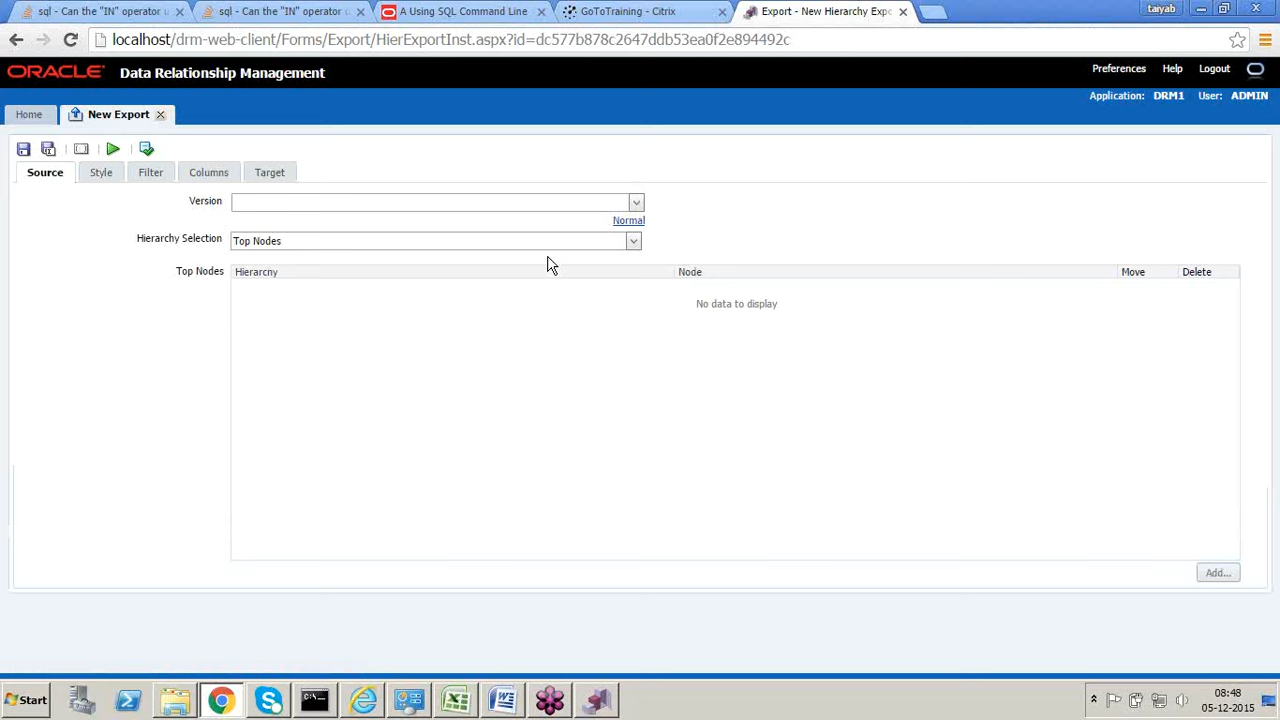 sql - Can the "IN" operator u
sql - Can the "IN" operator
A Using SQL Command Line
GoToTraining - Citrix
Export - New Hierarchy Expo
taryab
localhost/drm-web-client/Forms/Export/HierExportInst.aspx?id=dc577b878c2647ddb53ea0f2e894492c
ORACLE Data Relationship Management
Preferences Help Logout
Application: DRM1 User: ADMIN
Home New Export
Source Style Filter Columns Target
Version
Normal
Hierarchy Selection Top Nodes
Top Nodes Hierarchy Node Move Delete
No data to display
Add...
Start
08:48
05-12-2015